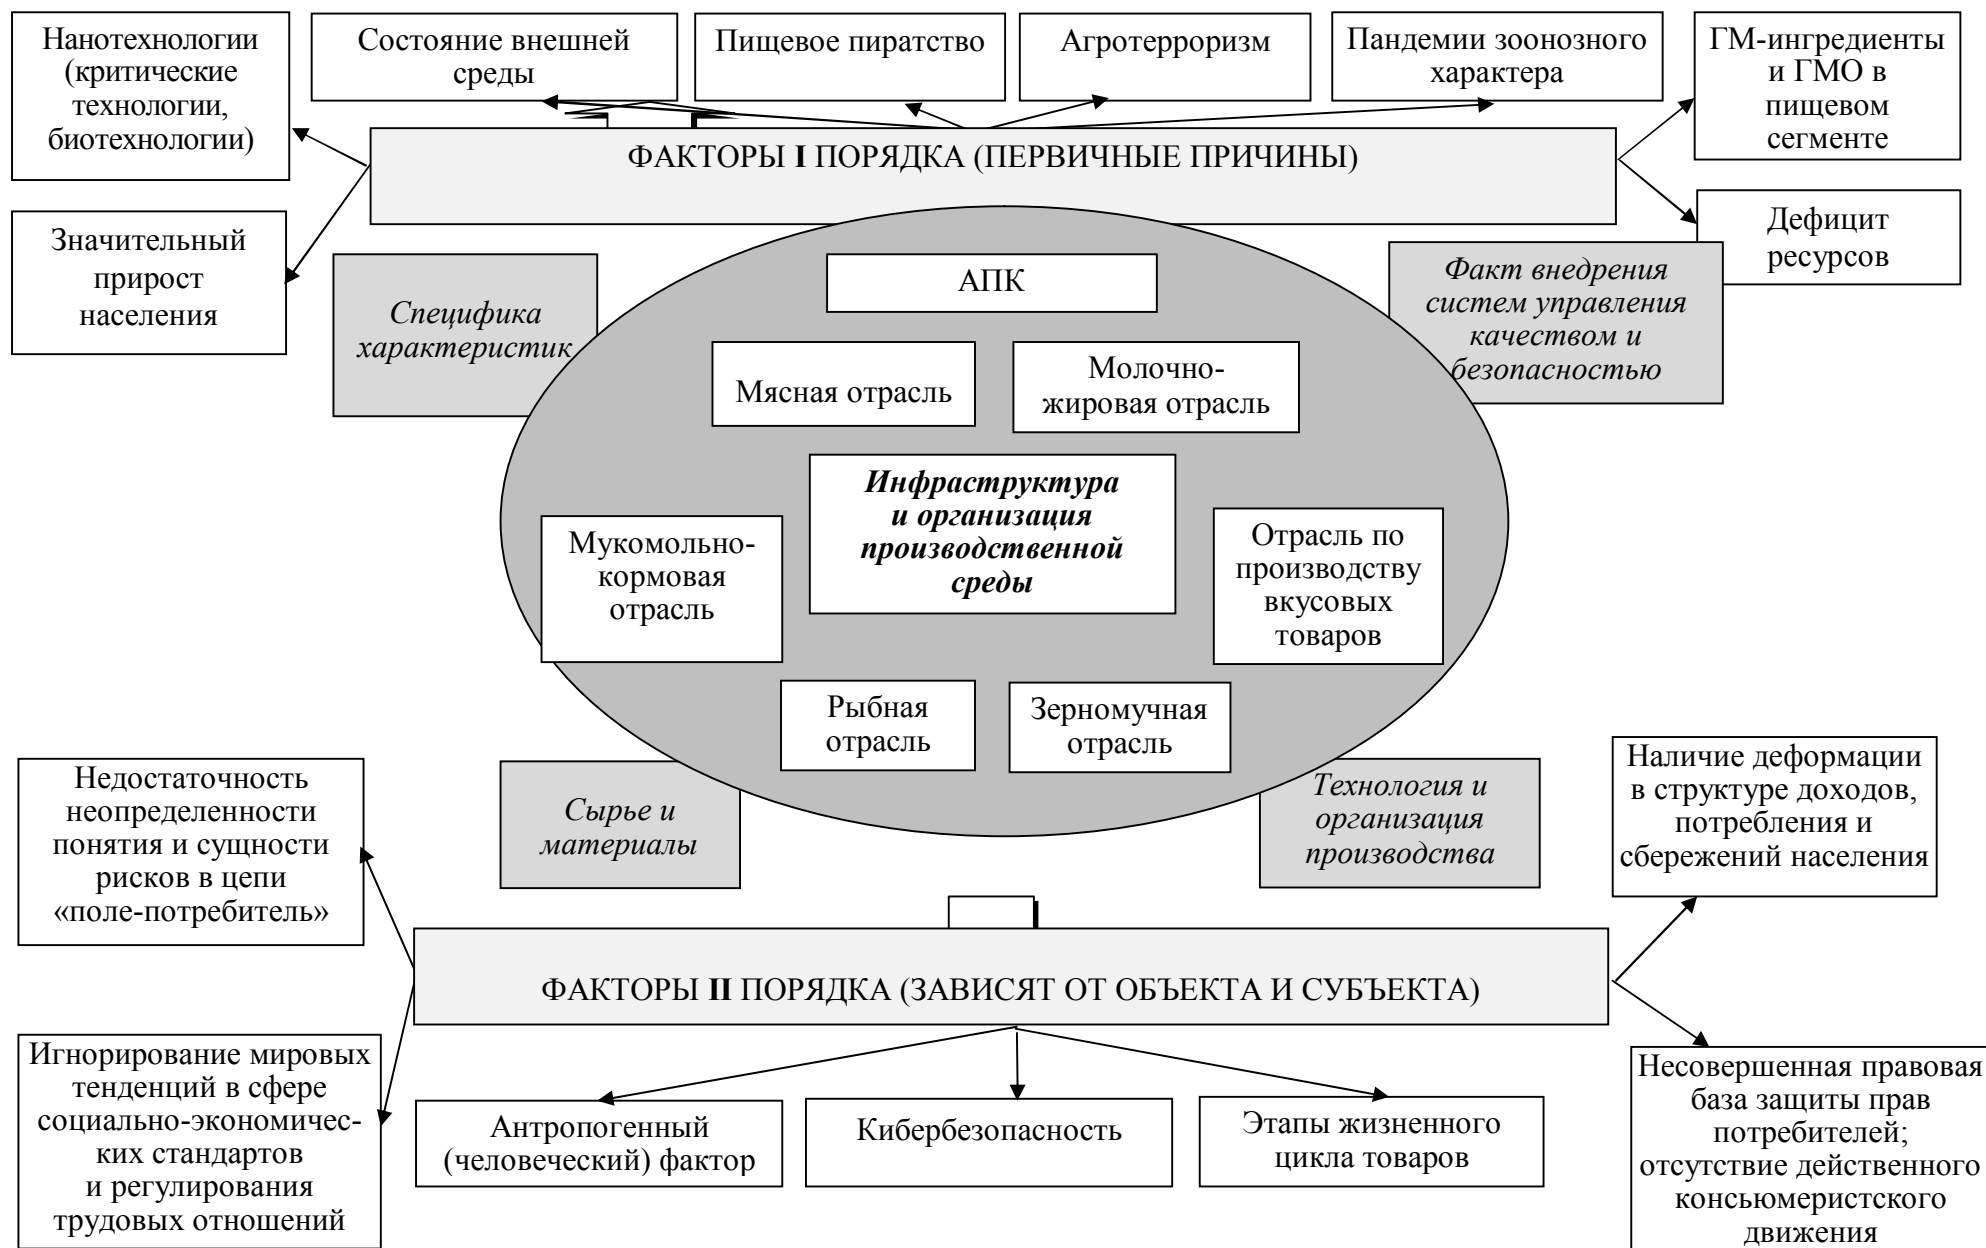 Нанотехнологии
(критические
технологии,
биотехнологии)
Состояние внешней
среды
Пищевое пиратство
Агротерроризм
Пандемии зоонозного
характера
ГМ-ингредиенты
и ГМО в
пищевом
сегменте
ФАКТОРЫ I ПОРЯДКА (ПЕРВИЧНЫЕ ПРИЧИНЫ)
Значительный
прирост
населения
Дефицит
ресурсов
Специфика
характеристик
Факт внедрения
систем управления
качеством и
безопасностью
АПК
Мясная отрасль
Молочно-
жировая отрасль
Инфраструктура
и организация
производственной
среды
Мукомольно-
кормовая
отрасль
Отрасль по
производству
вкусовых
товаров
Рыбная
отрасль
Зерномучная
отрасль
Сырье и
материалы
Технология и
организация
производства
Недостаточность
неопределенности
понятия и сущности
рисков в цепи
«поле-потребитель»
Наличие деформации
в структуре доходов,
потребления и
сбережений населения
ФАКТОРЫ II ПОРЯДКА (ЗАВИСЯТ ОТ ОБЪЕКТА И СУБЪЕКТА)
Игнорирование мировых
тенденций в сфере
социально-экономичес-
ких стандартов
и регулирования
трудовых отношений
Антропогенный
(человеческий) фактор
Кибербезопасность
Этапы жизненного
цикла товаров
Несовершенная правовая
база защиты прав
потребителей;
отсутствие действенного
консьюмеристского
движения